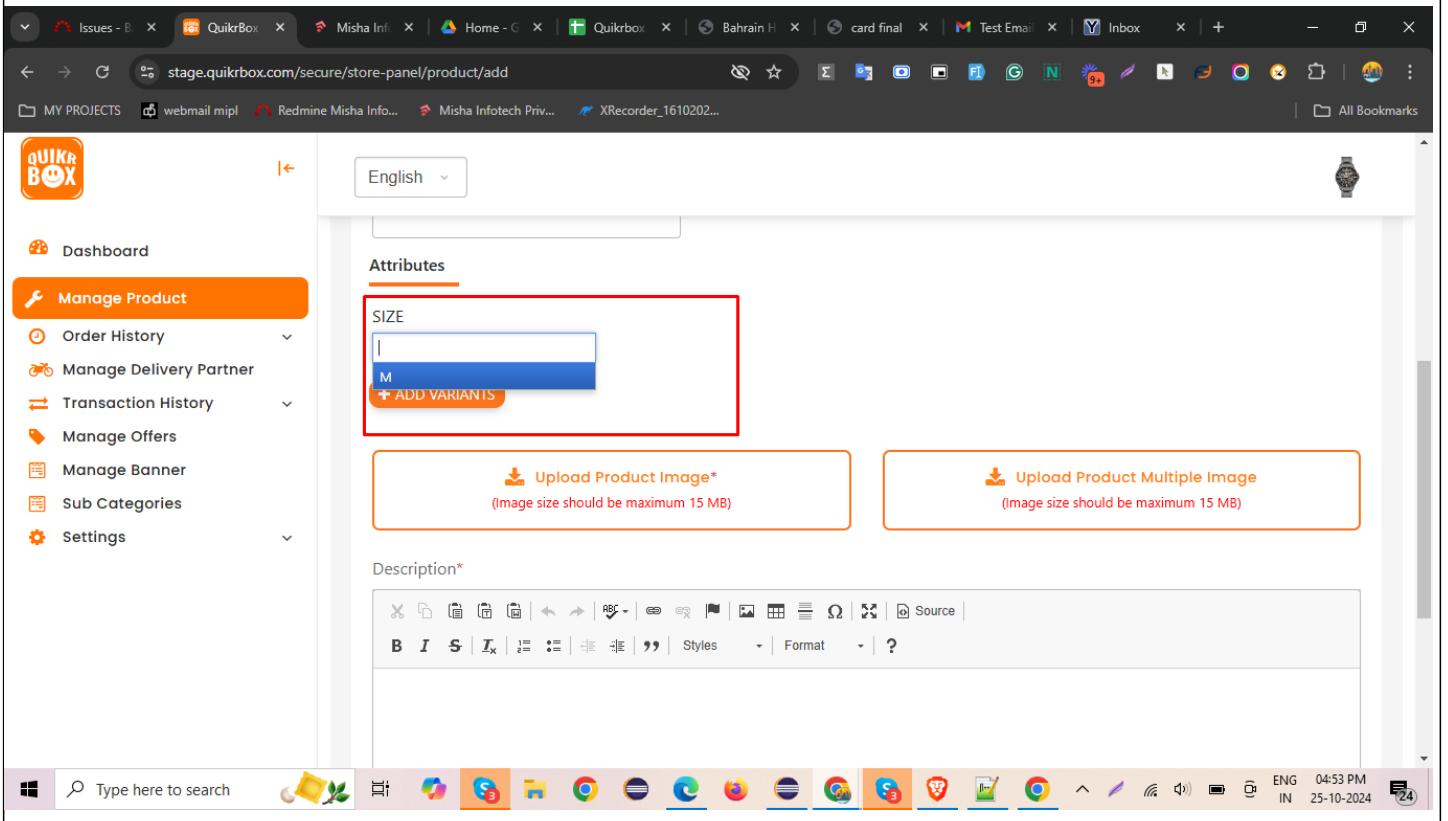 Issues - B
QuikrBox
Misha Info
Home - G
Quikrbox
Bahrain H
card final
Test Email
Inbox
stage.quikrbox.com/secure/store-panel/product/add
9+
MY PROJECTS
webmail mipl
Redmine Misha Info...
Misha Infotech Priv...
XRecorder_1610202...
All Bookmarks
QUIKR
BOX
English
Dashboard
Manage Product
Order History
Manage Delivery Partner
Transaction History
Manage Offers
Manage Banner
Sub Categories
Settings
Attributes
SIZE
M
+ ADD VARIANTS
Upload Product Image*
(Image size should be maximum 15 MB)
Upload Product Multiple Image
(Image size should be maximum 15 MB)
Description*
Source
B I S Ix
Styles
Format
?
Type here to search
ENG
IN
04:53 PM
25-10-2024
24